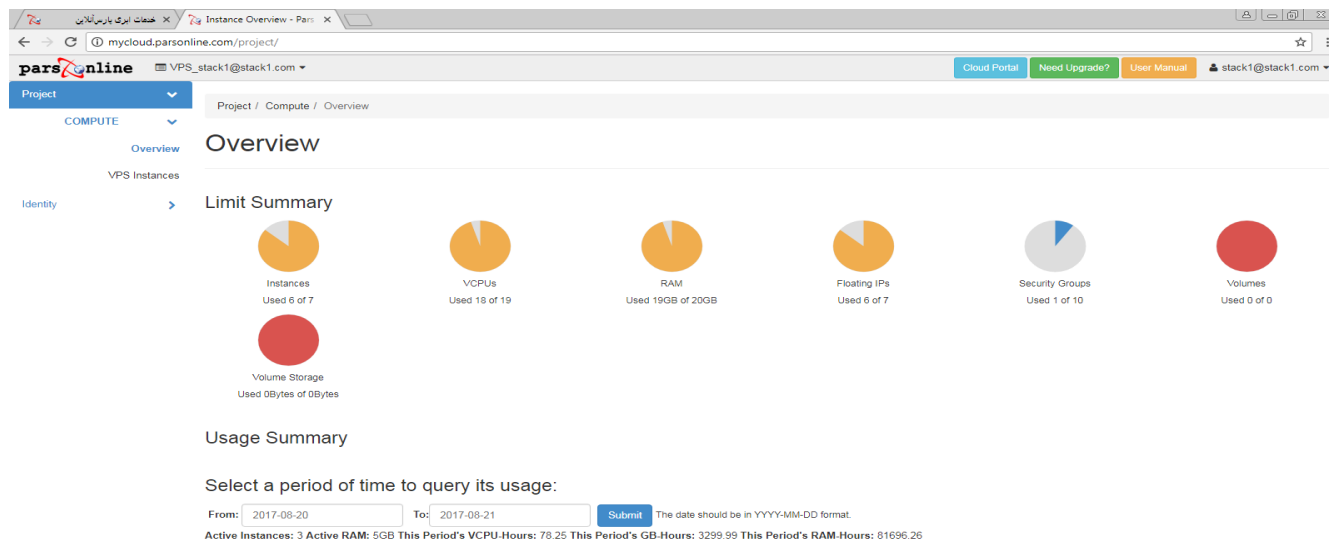 خدمات ابری پارس‌آنلاین
Instance Overview - Pars
mycloud.parsonline.com/project/
parsonline
VPS_stack1@stack1.com
Cloud Portal
Need Upgrade?
User Manual
stack1@stack1.com
Project
COMPUTE
Overview
VPS Instances
Identity
Project / Compute / Overview
Overview
Limit Summary
Instances
Used 6 of 7
VCPUs
Used 18 of 19
RAM
Used 19GB of 20GB
Floating IPs
Used 6 of 7
Security Groups
Used 1 of 10
Volumes
Used 0 of 0
Volume Storage
Used 0Bytes of 0Bytes
Usage Summary
Select a period of time to query its usage:
From: 2017-08-20 To: 2017-08-21 Submit The date should be in YYYY-MM-DD format.
Active Instances: 3 Active RAM: 5GB This Period's VCPU-Hours: 78.25 This Period's GB-Hours: 3299.99 This Period's RAM-Hours: 81696.26